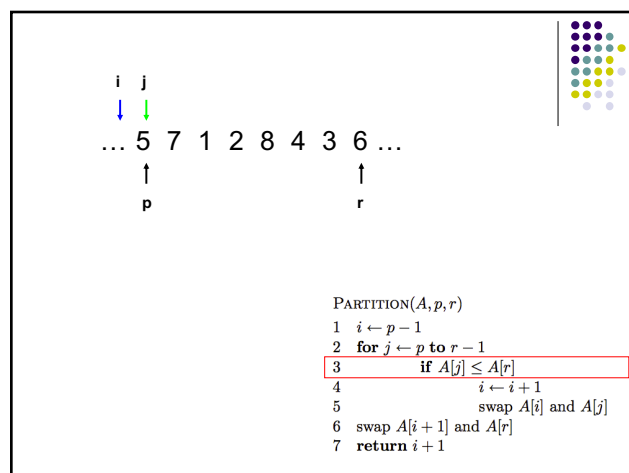 i j
... 5 7 1 2 8 4 3 6 ...
p r
PARTITION(A, p, r)
1 i ← p − 1
2 for j ← p to r − 1
3 if A[j] ≤ A[r]
4 i ← i + 1
5 swap A[i] and A[j]
6 swap A[i + 1] and A[r]
7 return i + 1